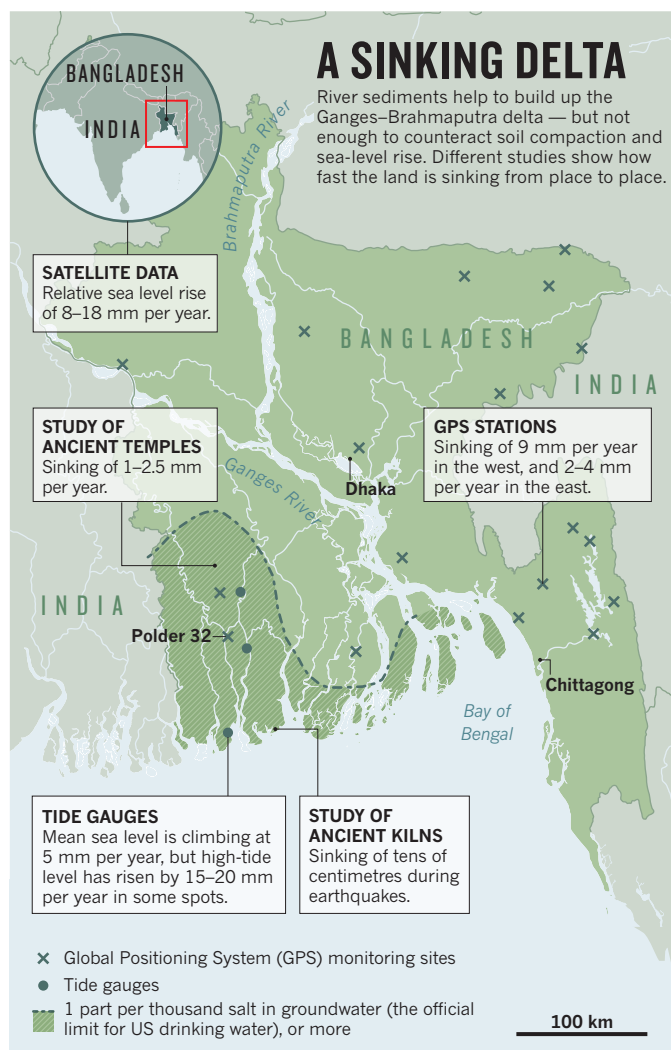 A SINKING DELTA
River sediments help to build up the
Ganges–Brahmaputra delta — but not
enough to counteract soil compaction and
sea-level rise. Different studies show how
fast the land is sinking from place to place.
BANGLADESH
INDIA
Brahmaputra River
SATELLITE DATA
Relative sea level rise
of 8–18 mm per year.
BANGLADESH
INDIA
STUDY OF
ANCIENT TEMPLES
Sinking of 1–2.5 mm
per year.
GPS STATIONS
Sinking of 9 mm per year
in the west, and 2–4 mm
per year in the east.
Ganges River
Dhaka
INDIA
Polder 32
Chittagong
Bay of
Bengal
TIDE GAUGES
Mean sea level is climbing at
5 mm per year, but high-tide
level has risen by 15–20 mm
per year in some spots.
STUDY OF
ANCIENT KILNS
Sinking of tens of
centimetres during
earthquakes.
Global Positioning System (GPS) monitoring sites
Tide gauges
1 part per thousand salt in groundwater (the official
limit for US drinking water), or more
100 km